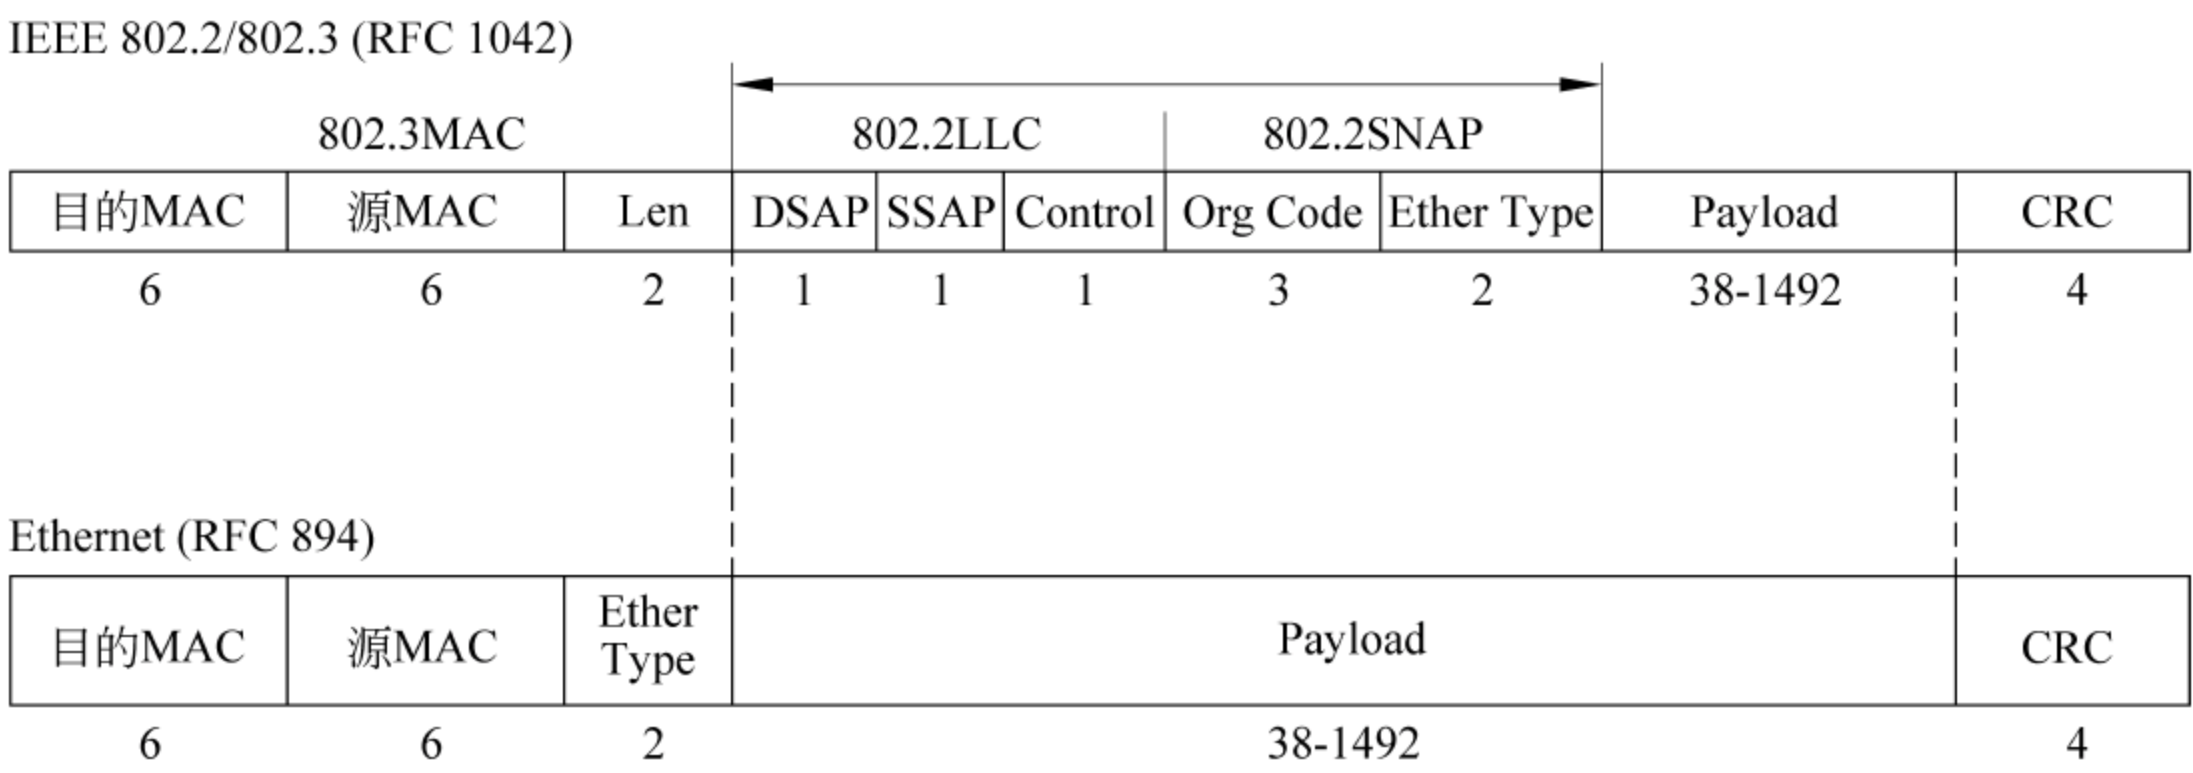 IEEE 802.2/802.3 (RFC 1042)
802.3MAC 802.2LLC 802.2SNAP
目的MAC 源MAC Len DSAP SSAP Control Org Code Ether Type Payload CRC
6 6 2 1 1 1 3 2 38-1492 4
Ethernet (RFC 894)
目的MAC 源MAC Ether Type Payload CRC
6 6 2 38-1492 4